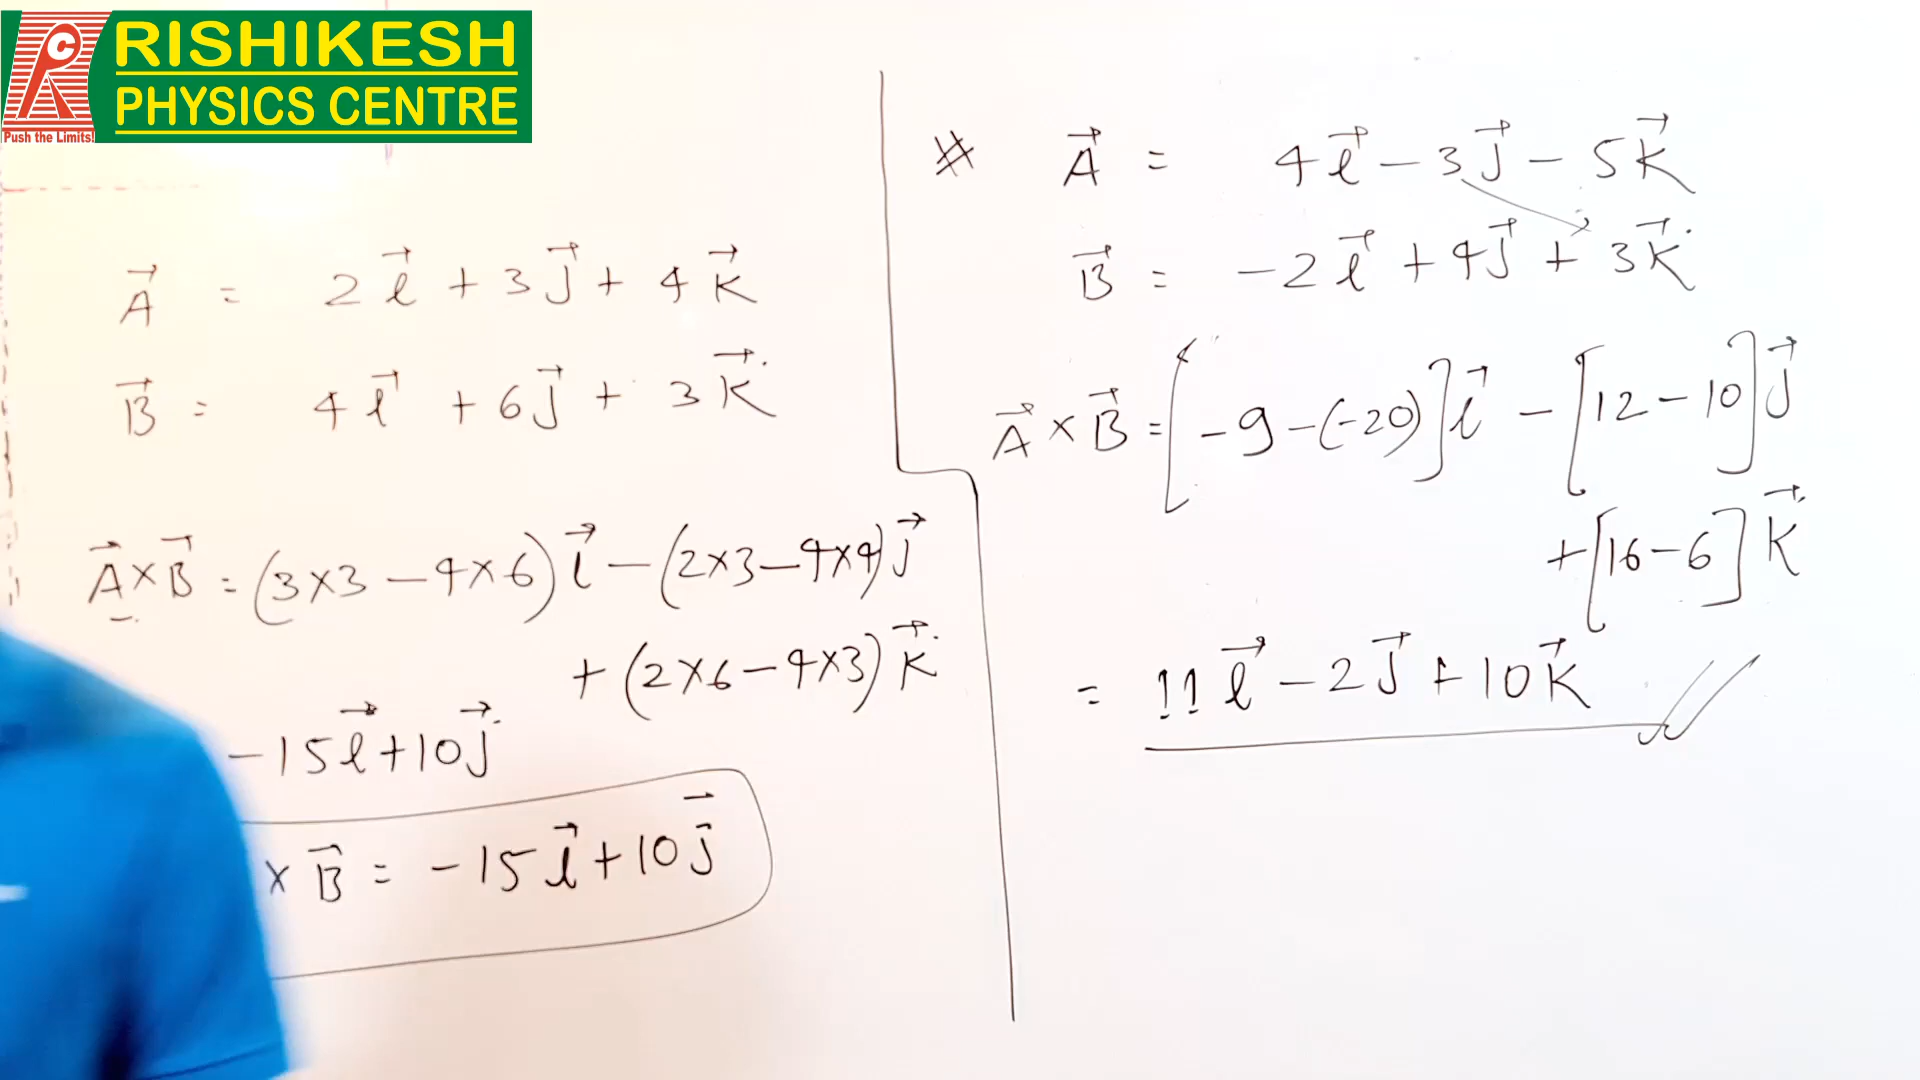 RISHIKESH
PHYSICS CENTRE
Push the Limits!
A⃗ = 2i⃗ + 3j⃗ + 4k⃗
B⃗ = 4i⃗ + 6j⃗ + 3k⃗
A⃗ × B⃗ = (3×3 − 4×6) i⃗ − (2×3 − 4×4) j⃗
+ (2×6 − 4×3) k⃗
−15i⃗ + 10j⃗
× B⃗ = −15i⃗ + 10j⃗
# A⃗ = 4i⃗ − 3j⃗ − 5k⃗
B⃗ = −2i⃗ + 4j⃗ + 3k⃗
A⃗ × B⃗ = [−9 − (−20)] i⃗ − [12 − 10] j⃗
+ [16 − 6] k⃗
= 11i⃗ − 2j⃗ + 10k⃗